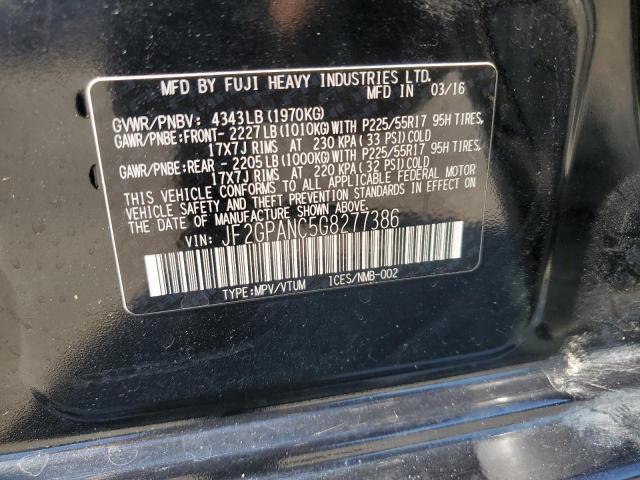 MFD BY FUJI HEAVY INDUSTRIES LTD.
MFD IN 03/16
GVWR/PNBV: 4343LB(1970KG)
GAWR/PNBE:FRONT- 2227LB(1010KG)WITH P225/55R17 95H TIRES,
17X7J RIMS AT 230 KPA(33 PSI)COLD
GAWR/PNBE:REAR - 2205LB(1000KG)WITH P225/55R17 95H TIRES,
17X7J RIMS AT 220 KPA(32 PSI)COLD
THIS VEHICLE CONFORMS TO ALL APPLICABLE FEDERAL MOTOR
VEHICLE SAFETY AND THEFT PREVENTION STANDARDS IN
EFFECT ON THE DATE OF MANUFACTURE SHOWN ABOVE.
VIN: JF2GPANC5G8277386
TYPE:MPV/VTUM ICES/NMB-002